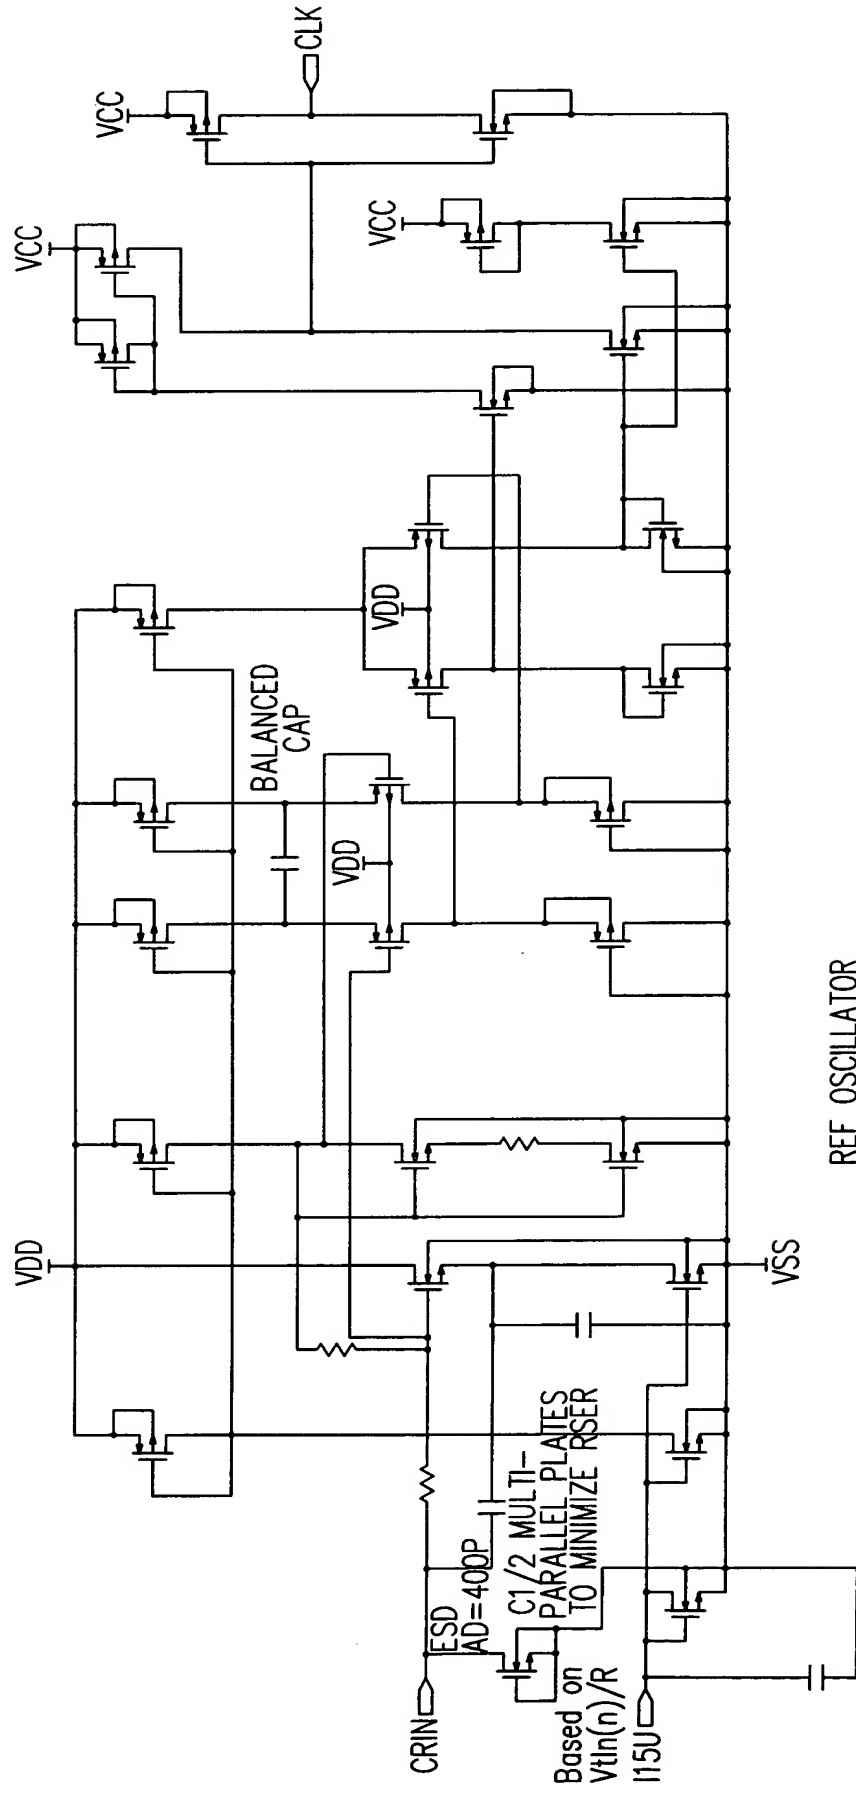 VCC
CLK
VCC
VCC
VDD
BALANCED
CAP
VDD
VDD
VSS
CRIN
ESD
AD=400P
C1/2 MULTI-
PARALLEL PLATES
TO MINIMIZE RSER
Based on
Vtln(n)/R
I15U
REF OSCILLATOR